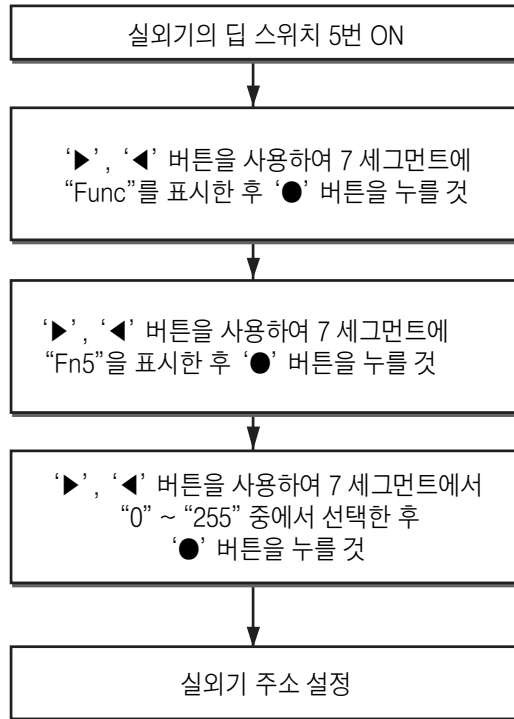 실외기의 딥 스위치 5번 ON
‘▶’, ‘◀’ 버튼을 사용하여 7 세그먼트에
“Func”를 표시한 후 ‘●’ 버튼을 누를 것
‘▶’, ‘◀’ 버튼을 사용하여 7 세그먼트에
“Fn5”을 표시한 후 ‘●’ 버튼을 누를 것
‘▶’, ‘◀’ 버튼을 사용하여 7 세그먼트에서
“0” ~ “255” 중에서 선택한 후
‘●’ 버튼을 누를 것
실외기 주소 설정